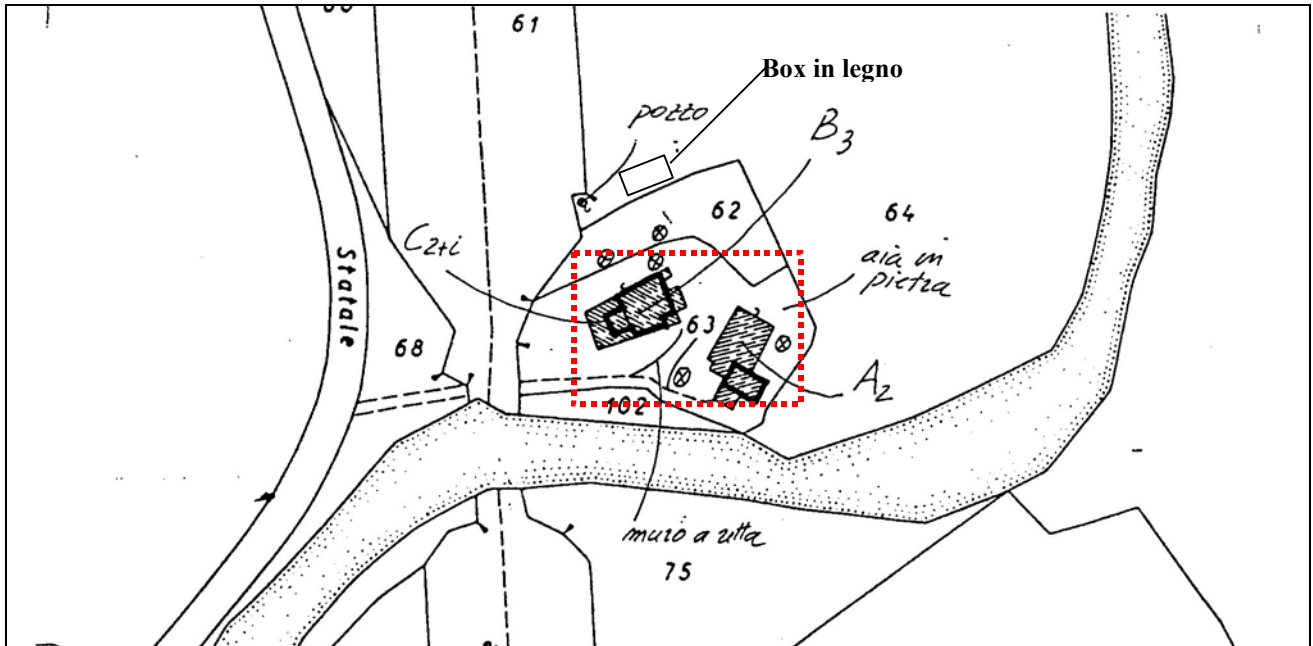 61
Box in legno
pozzo
B3
62
64
C2+i
aia in
pietra
Statale
63
68
A2
102
muro a retta
75